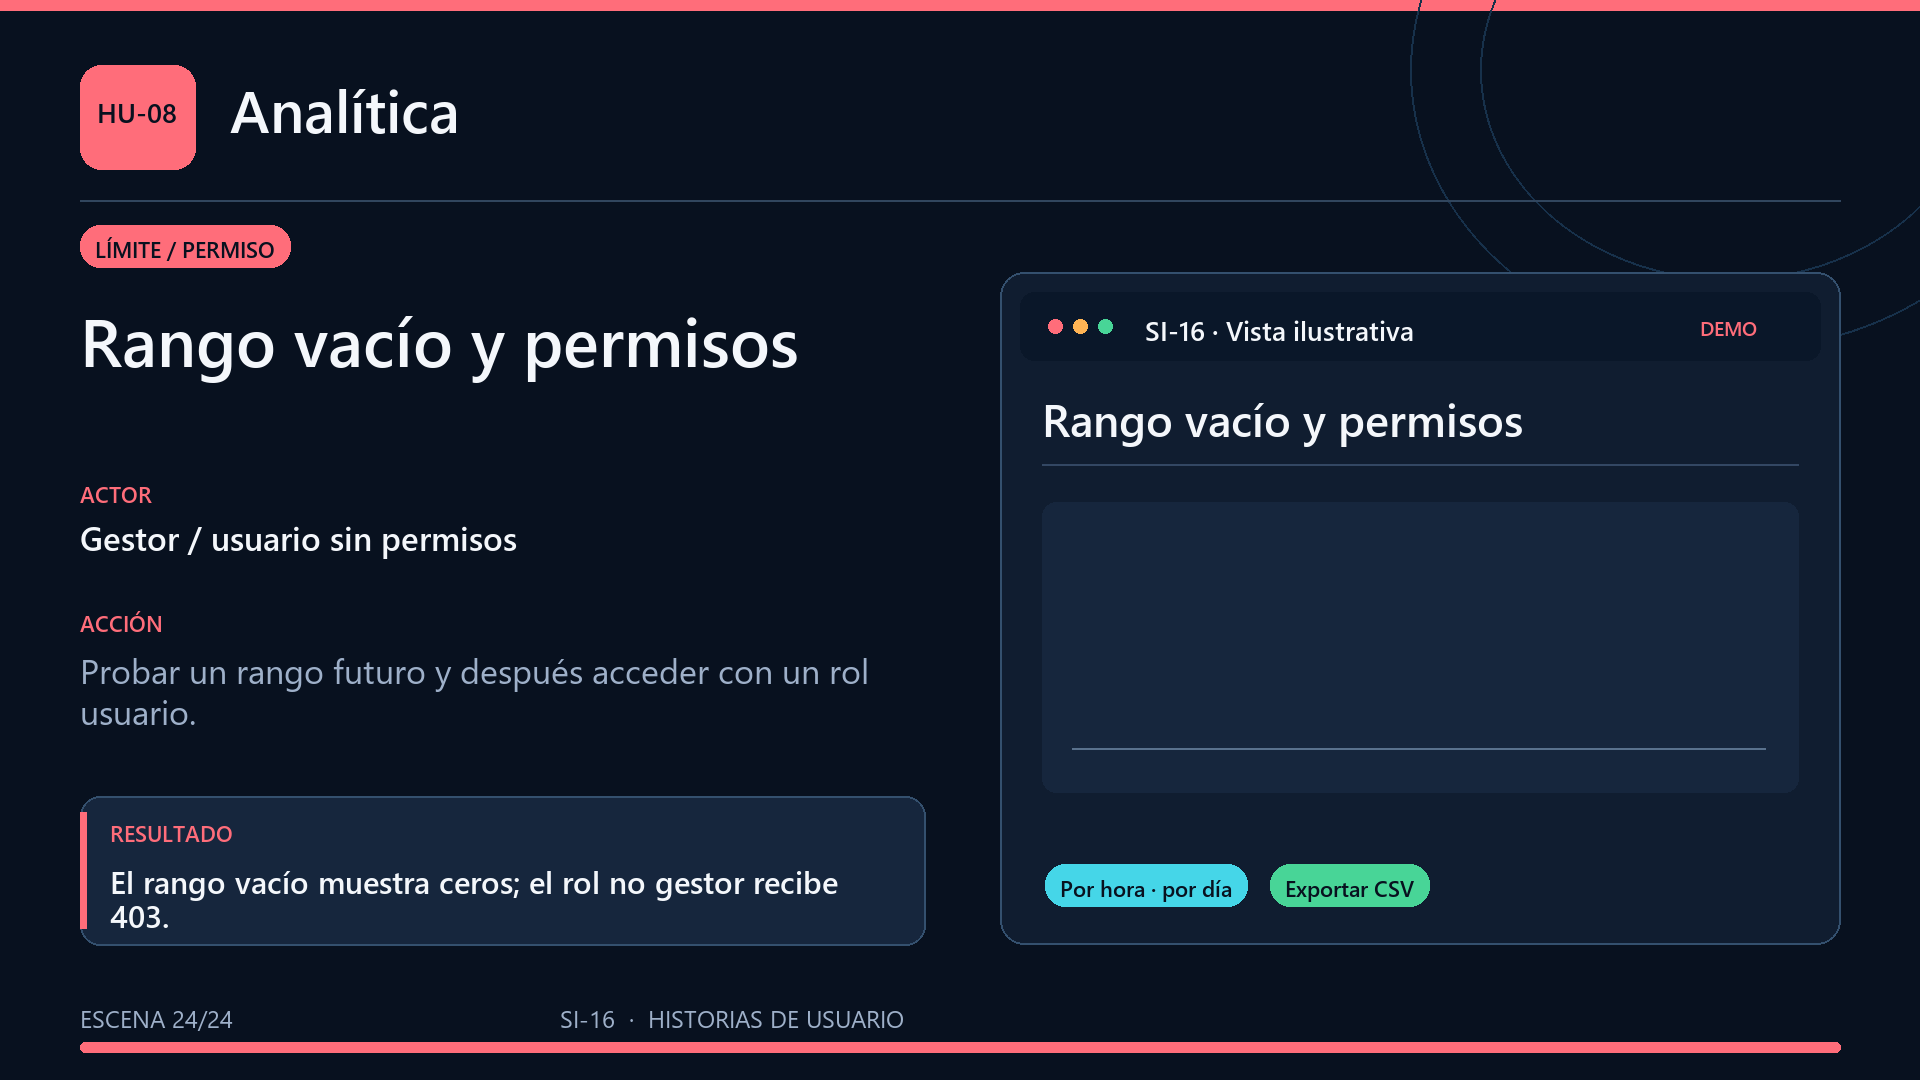 HU-08
Analítica
LÍMITE / PERMISO
Rango vacío y permisos
ACTOR
Gestor / usuario sin permisos
ACCIÓN
Probar un rango futuro y después acceder con un rol
usuario.
RESULTADO
El rango vacío muestra ceros; el rol no gestor recibe
403.
SI-16 · Vista ilustrativa
DEMO
Rango vacío y permisos
Por hora · por día
Exportar CSV
ESCENA 24/24
SI-16 · HISTORIAS DE USUARIO